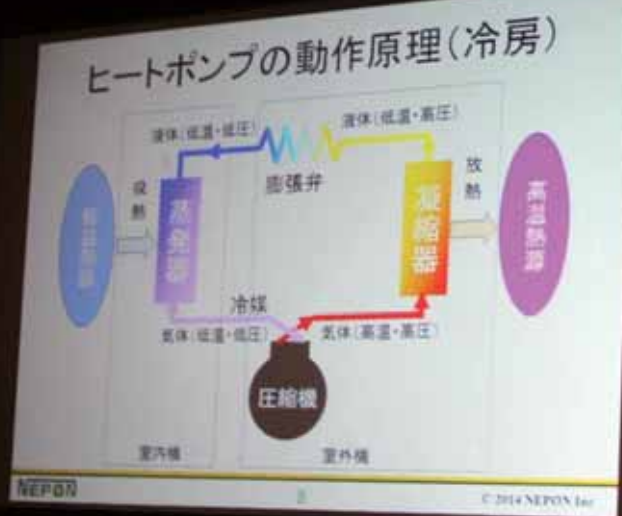 ヒートポンプの動作原理(冷房)
液体(低温・低圧)
液体(低温・高圧)
膨張弁
吸熱
蒸発器
凝縮器
放熱
高温熱源
冷媒
気体(低温・低圧)
気体(高温・高圧)
圧縮機
室内機
室外機
NEPON
© 2014 NEPON Inc